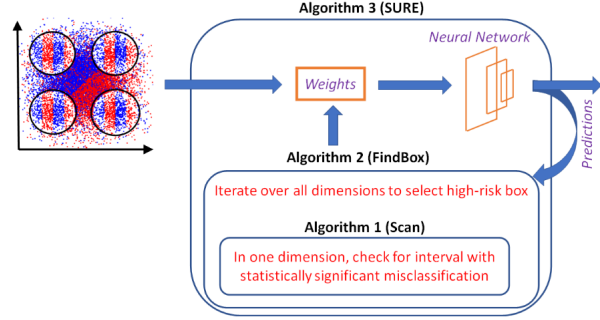 Algorithm 3 (SURE)
Neural Network
Weights
Predictions
Algorithm 2 (FindBox)
Iterate over all dimensions to select high-risk box
Algorithm 1 (Scan)
In one dimension, check for interval with
statistically significant misclassification